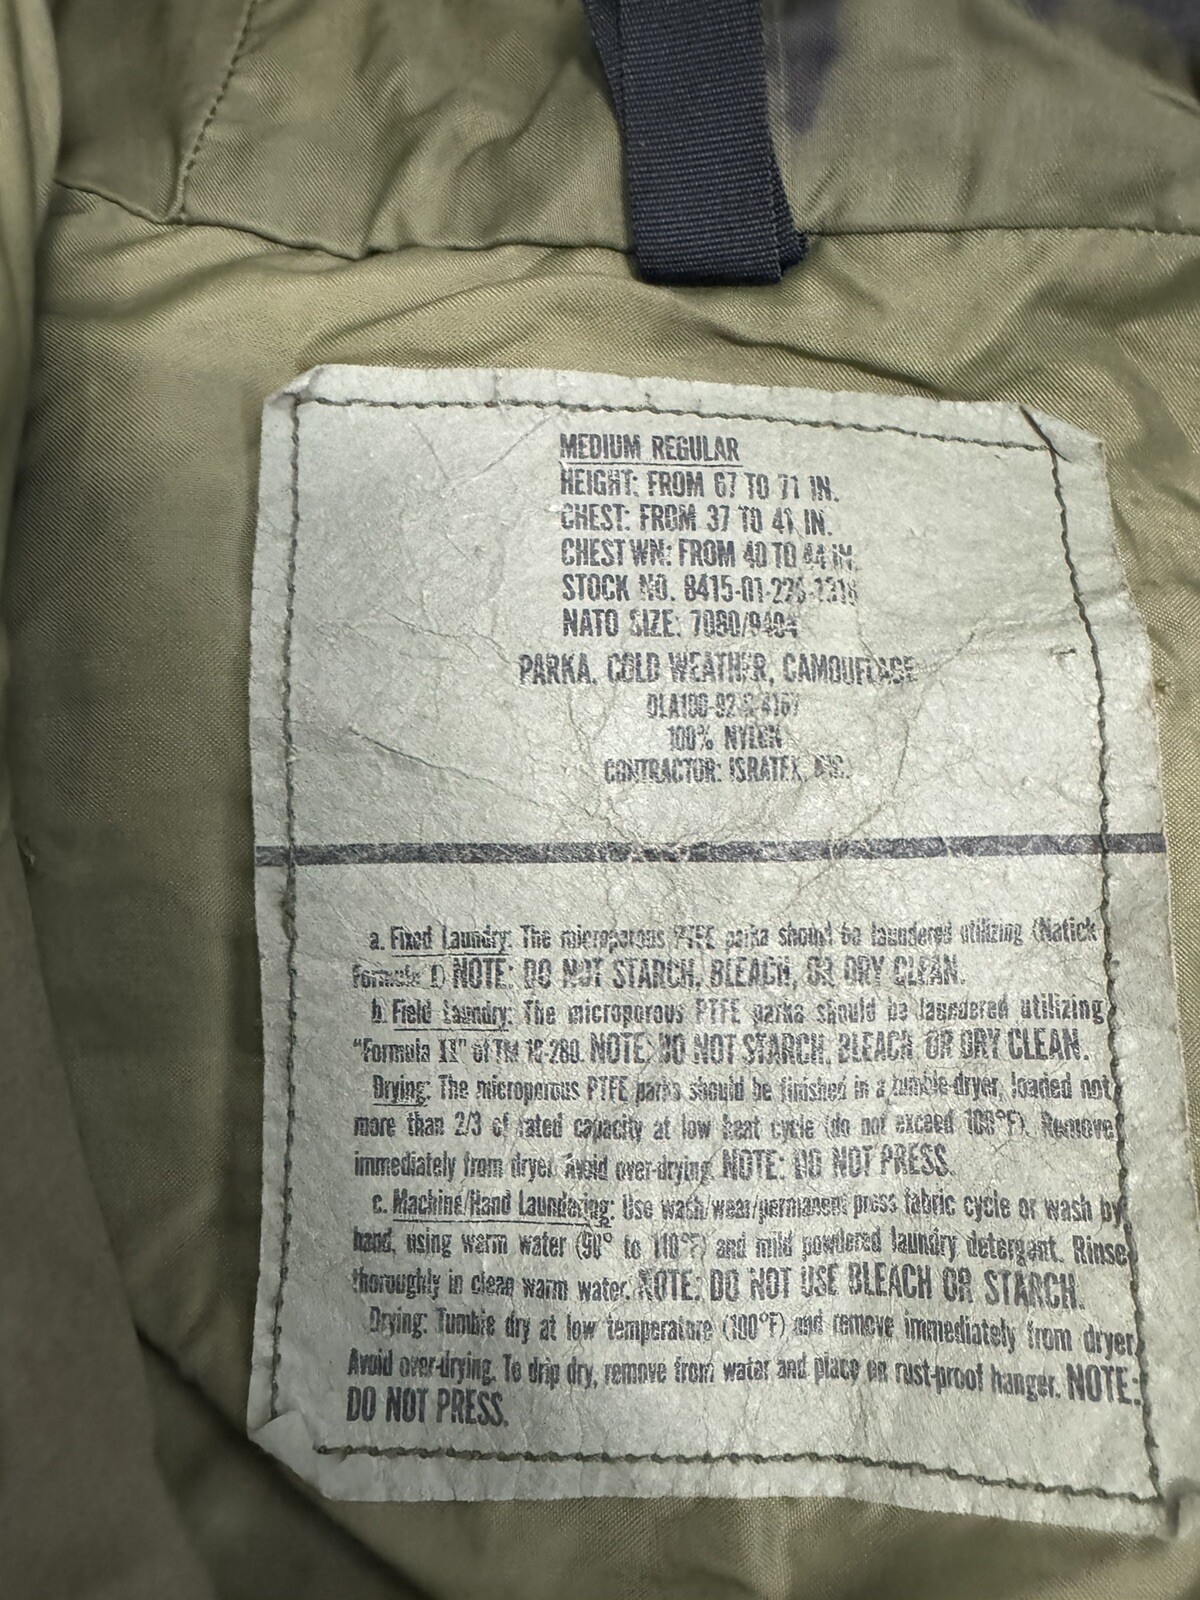 MEDIUM REGULAR
HEIGHT: FROM 67 TO 71 IN.
CHEST: FROM 37 TO 41 IN.
CHEST WN: FROM 40 TO 44 IN.
STOCK NO.
NATO SIZE:
PARKA, COLD WEATHER, CAMOUFLAGE
100% NYLON
CONTRACTOR: ISRATEX, INC.
a. Fixed Laundry: The microporous PTFE parka should be laundered utilizing (Natick
Formula I) NOTE: DO NOT STARCH, BLEACH, OR DRY CLEAN.
b. Field Laundry: The microporous PTFE parka should be laundered utilizing
"Formula II" of TM 10-280. NOTE: DO NOT STARCH, BLEACH, OR DRY CLEAN.
Drying: The microporous PTFE parka should be finished in a tumble-dryer, loaded not
more than 2/3 of rated capacity at low heat cycle (do not exceed 100°F). Remove
immediately from dryer. Avoid over-drying. NOTE: DO NOT PRESS.
c. Machine/Hand Laundering: Use wash/wear/permanent press fabric cycle or wash by
hand, using warm water (90° to 110°F) and mild powdered laundry detergent. Rinse
thoroughly in clean warm water. NOTE: DO NOT USE BLEACH OR STARCH.
Drying: Tumble dry at low temperature (100°F) and remove immediately from dryer.
Avoid over-drying. To drip dry, remove from water and place on rust-proof hanger. NOTE:
DO NOT PRESS.